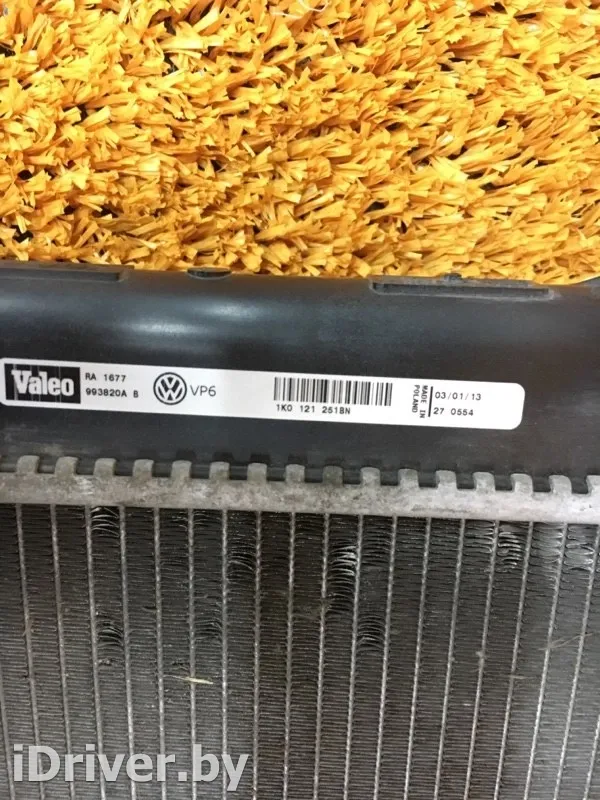 Valeo
RA 1677
993820A B
VP6
1K0 121 251BN
MADE IN
POLAND
03/01/13
27 0554
iDriver.by